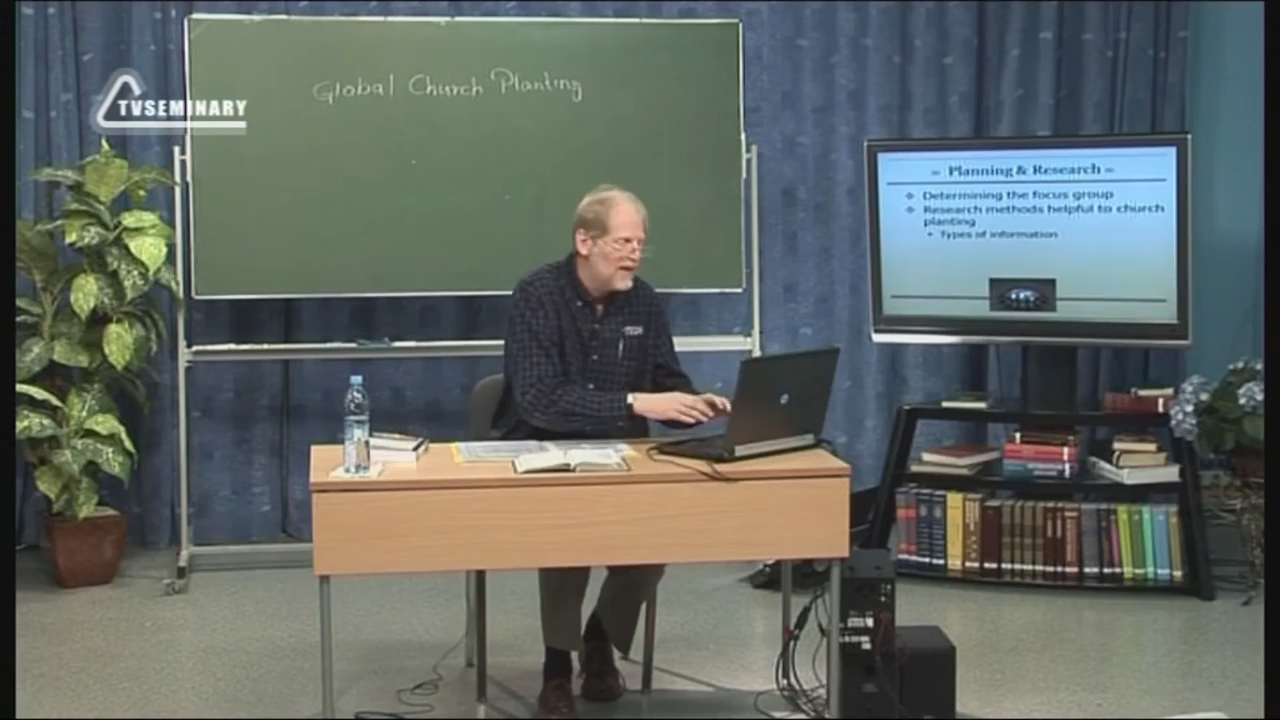 Global Church Planting
TVSEMINARY
Planning & Research
Determining the focus group
Research methods helpful to church
planting
Types of information